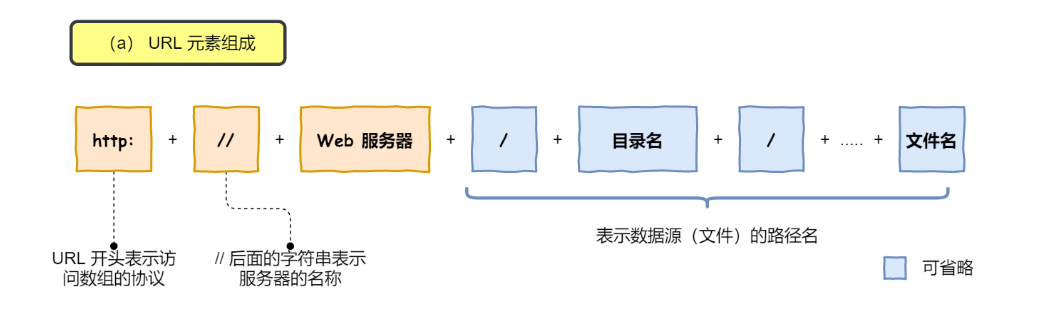 （a） URL 元素组成
http: + // + Web 服务器 + / + 目录名 + / + ..... + 文件名
表示数据源（文件）的路径名
URL 开头表示访
问数组的协议
// 后面的字符串表示
服务器的名称
可省略